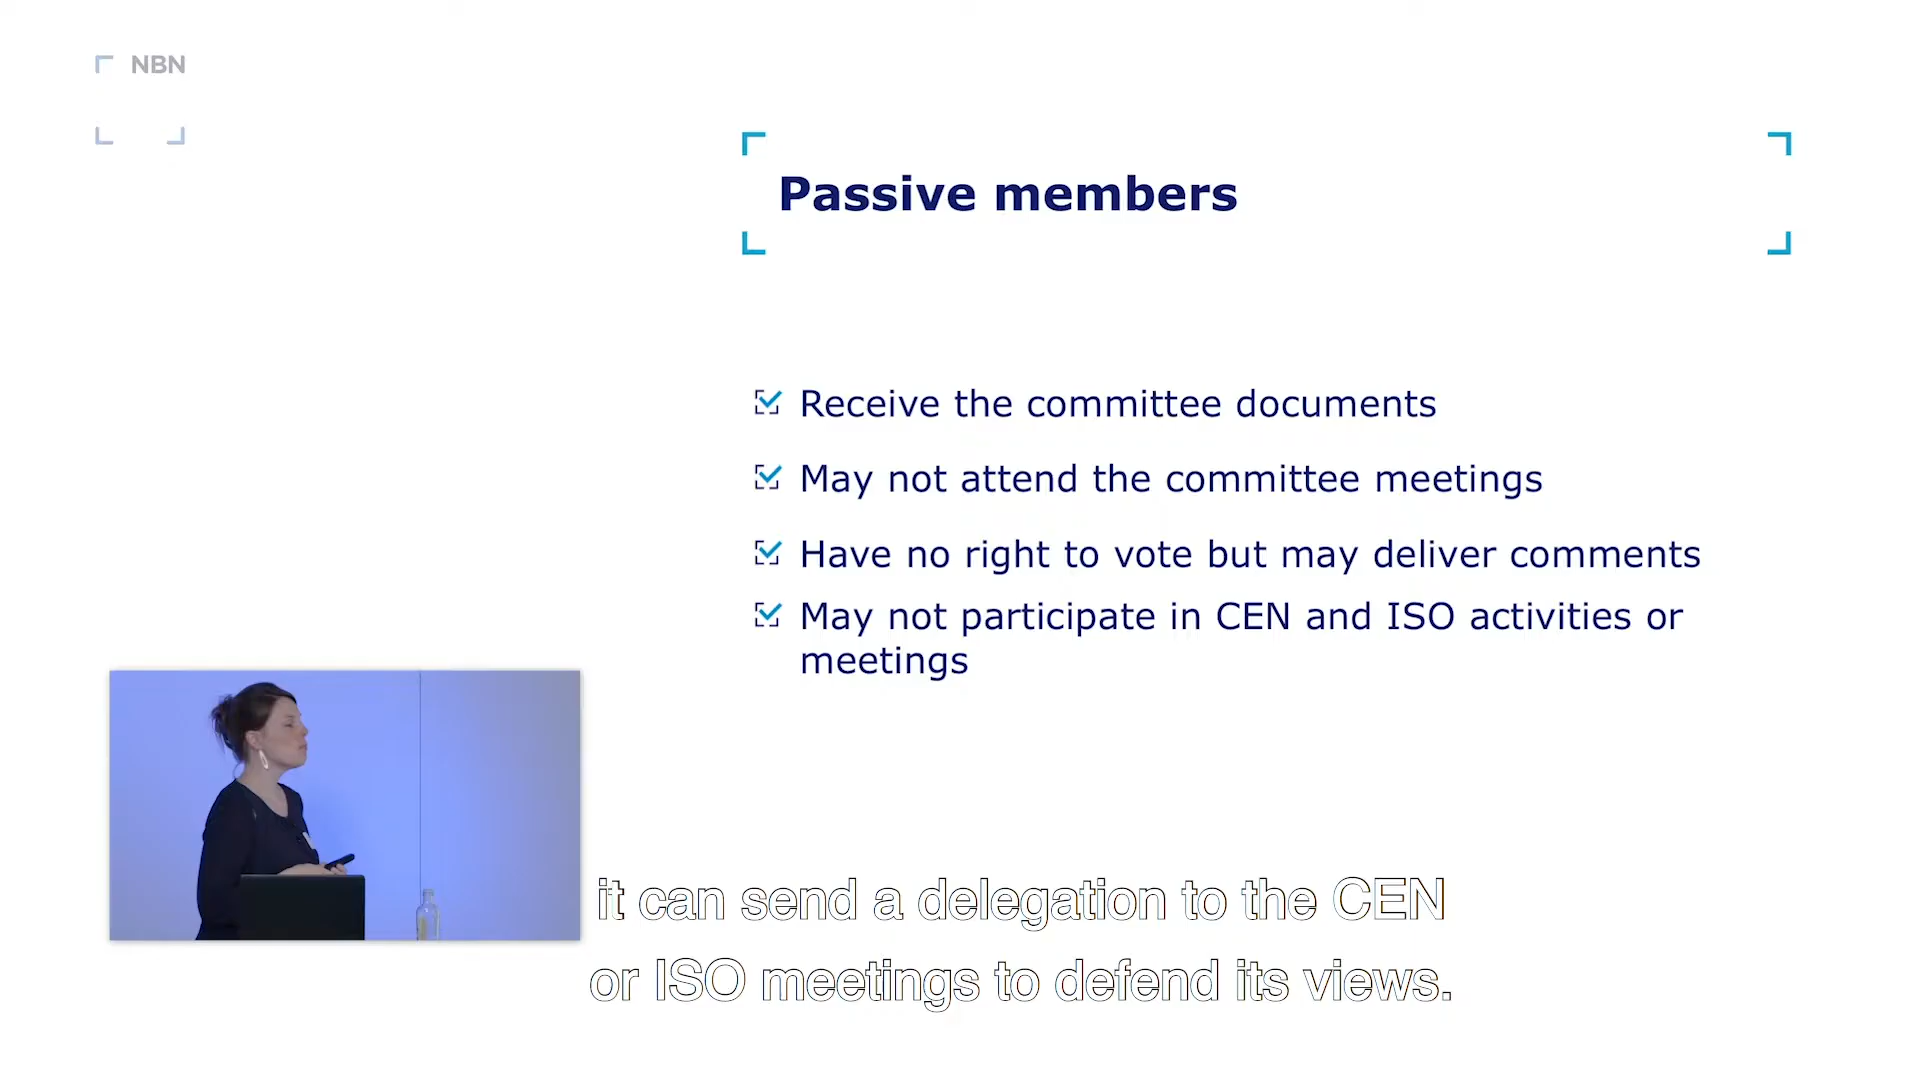 NBN
Passive members
Receive the committee documents
May not attend the committee meetings
Have no right to vote but may deliver comments
May not participate in CEN and ISO activities or
meetings
it can send a delegation to the CEN
or ISO meetings to defend its views.